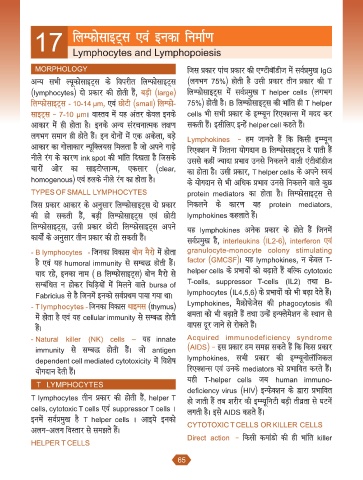 17 लिम्फोसाइट्स एवं इनका निर्माण
Lymphocytes and Lymphopoiesis
MORPHOLOGY
अन्य सभी ल्यूकोसाइट्स के विपरीत लिम्फोसाइट्स
(lymphocytes) दो प्रकार की होती हैं, बड़ी (large)
लिम्फोसाइट्स - 10-14 µm, एवं छोटी (small) लिम्फो-
साइट्स – 7-10 µm। वास्तव में यह अंतर केवल इनके
आकार में ही होता है। इनके अन्य संरचनात्मक लक्षण
लगभग समान ही होते हैं। इन दोनों में एक अकेला, बड़े
आकार का गोलाकार न्यूक्लियस मिलता है जो अपने गाढ़े
नीले रंग के कारण ink spot की भांति दिखता है जिसके
चारों ओर का साइटोप्लाज्म, एकसार (clear,
homogenous) एवं हलके नीले रंग का होता है।
TYPES OF SMALL LYMPHOCYTES
जिस प्रकार आकार के अनुसार लिम्फोसाइट्स दो प्रकार
की हो सकती हैं, बड़ी लिम्फोसाइट्स एवं छोटी
लिम्फोसाइट्स, उसी प्रकार छोटी लिम्फोसाइट्स अपने
कार्यों के अनुसार तीन प्रकार की हो सकती हैं।
- B lymphocytes - जिनका विकास बोन मैरो में होता
है एवं यह humoral immunity से सम्बद्ध होती हैं।
याद रहे, इनका नाम ( B लिम्फोसाइट्स) बोन मैरो से
सम्बंधित न होकर चिड़ियों में मिलने वाले bursa of
Fabricius से है जिनमें इनको सर्वप्रथम पाया गया था।
- T lymphocytes -जिनका विकास थाइमस (thymus)
में होता है एवं यह cellular immunity से सम्बद्ध होती
हैं।
- Natural killer (NK) cells – यह innate
immunity से सम्बद्ध होती हैं। जो antigen
dependent cell mediated cytotoxicity में विशेष
योगदान देती हैं।
T LYMPHOCYTES
T lymphocytes तीन प्रकार की होती हैं, helper T
cells, cytotoxic T cells एवं suppressor T cells ।
इनमें सर्वप्रमुख है T helper cells । आइये इनको
अलग-अलग विस्तार से समझते हैं।
HELPER T CELLS
जिस प्रकार पांच प्रकार की एण्टीबॉडीज में सर्वप्रमुख IgG
(लगभग 75%) होती है उसी प्रकार तीन प्रकार की T
लिम्फोसाइट्स में सर्वप्रमुख T helper cells (लगभग
75%) होती हैं। B लिम्फोसाइट्स की भांति ही T helper
cells भी सभी प्रकार के इम्म्यून रिएक्शन्स में मदद कर
सकती हैं। इसीलिए इन्हें helper cell कहते हैं।
Lymphokines – हम जानते हैं कि किसी इम्म्यून
रिएक्शन में जितना योगदान B लिम्फोसाइट्स दे पाती हैं
उससे कहीं ज्यादा प्रभाव उनसे निकलने वाली एंटीबॉडीज
का होता है। उसी प्रकार, T helper cells के अपने स्वयं
के योगदान से भी अधिक प्रभाव उनसे निकलने वाले कुछ
protein mediators का होता है। लिम्फोसाइट्स से
निकलने के कारण यह protein mediators,
lymphokines कहलाते हैं।
यह lymphokines अनेक प्रकार के होते हैं जिनमें
सर्वप्रमुख है, interleukins (IL2-6), interferon एवं
granulocyte-monocyte colony stimulating
factor (GMCSF)। यह lymphokines, न केवल T-
helper cells के प्रभावों को बढ़ाते हैं बल्कि cytotoxic
T-cells, suppressor T-cells (IL2) तथा B-
lymphocytes (IL4,5,6) के प्रभावों को भी बढ़ा देते हैं।
Lymphokines, मैक्रोफेजेस की phagocytosis की
क्षमता को भी बढ़ाते हैं तथा उन्हें इन्फ्लेमेशन के स्थान से
वापस दूर जाने से रोकते हैं।
Acquired immunodeficiency syndrome
(AIDS) – इस प्रकार हम समझ सकते हैं कि किस प्रकार
lymphokines, सभी प्रकार की इम्म्यूनोलॉजिकल
रिएक्शन्स एवं उनके mediators को प्रभावित करते हैं।
यही T-helper cells जब human immuno-
deficiency virus (HIV) इन्फेक्शन के द्वारा प्रभावित
हो जाती हैं तब शरीर की इम्म्यूनिटी बड़ी तीव्रता से घटने
लगती है। इसे AIDS कहते हैं।
CYTOTOXIC T CELLS OR KILLER CELLS
Direct action – किसी कमांडो की ही भांति killer
65